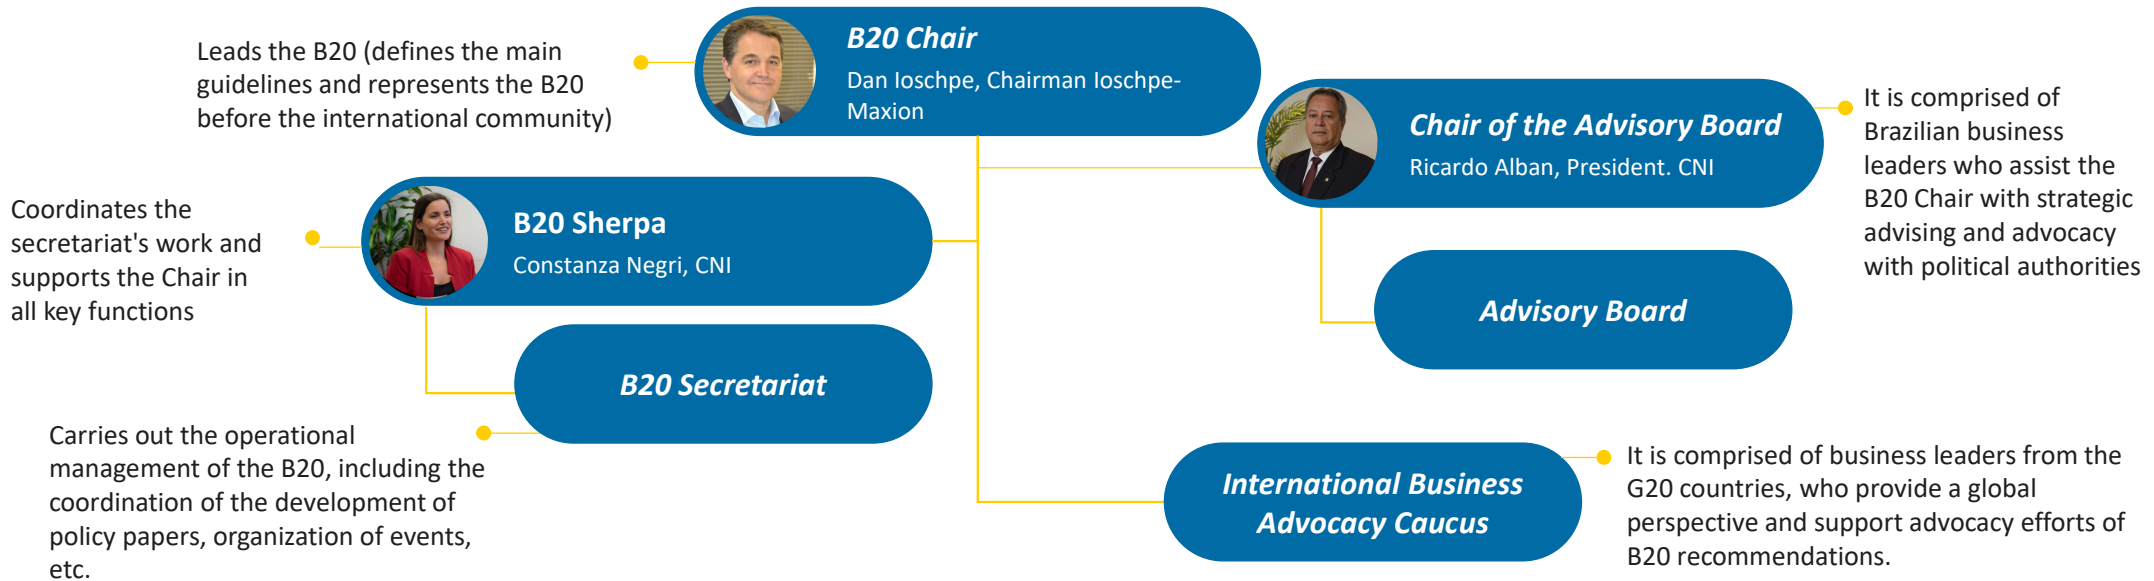 Leads the B20 (defines the main
guidelines and represents the B20
before the international community)
B20 Chair
Dan Ioschpe, Chairman Ioschpe-
Maxion
Chair of the Advisory Board
Ricardo Alban, President. CNI
It is comprised of
Brazilian business
leaders who assist the
B20 Chair with strategic
advising and advocacy
with political authorities
Coordinates the
secretariat's work and
supports the Chair in
all key functions
B20 Sherpa
Constanza Negri, CNI
Advisory Board
B20 Secretariat
Carries out the operational
management of the B20, including the
coordination of the development of
policy papers, organization of events,
etc.
International Business
Advocacy Caucus
It is comprised of business leaders from the
G20 countries, who provide a global
perspective and support advocacy efforts of
B20 recommendations.